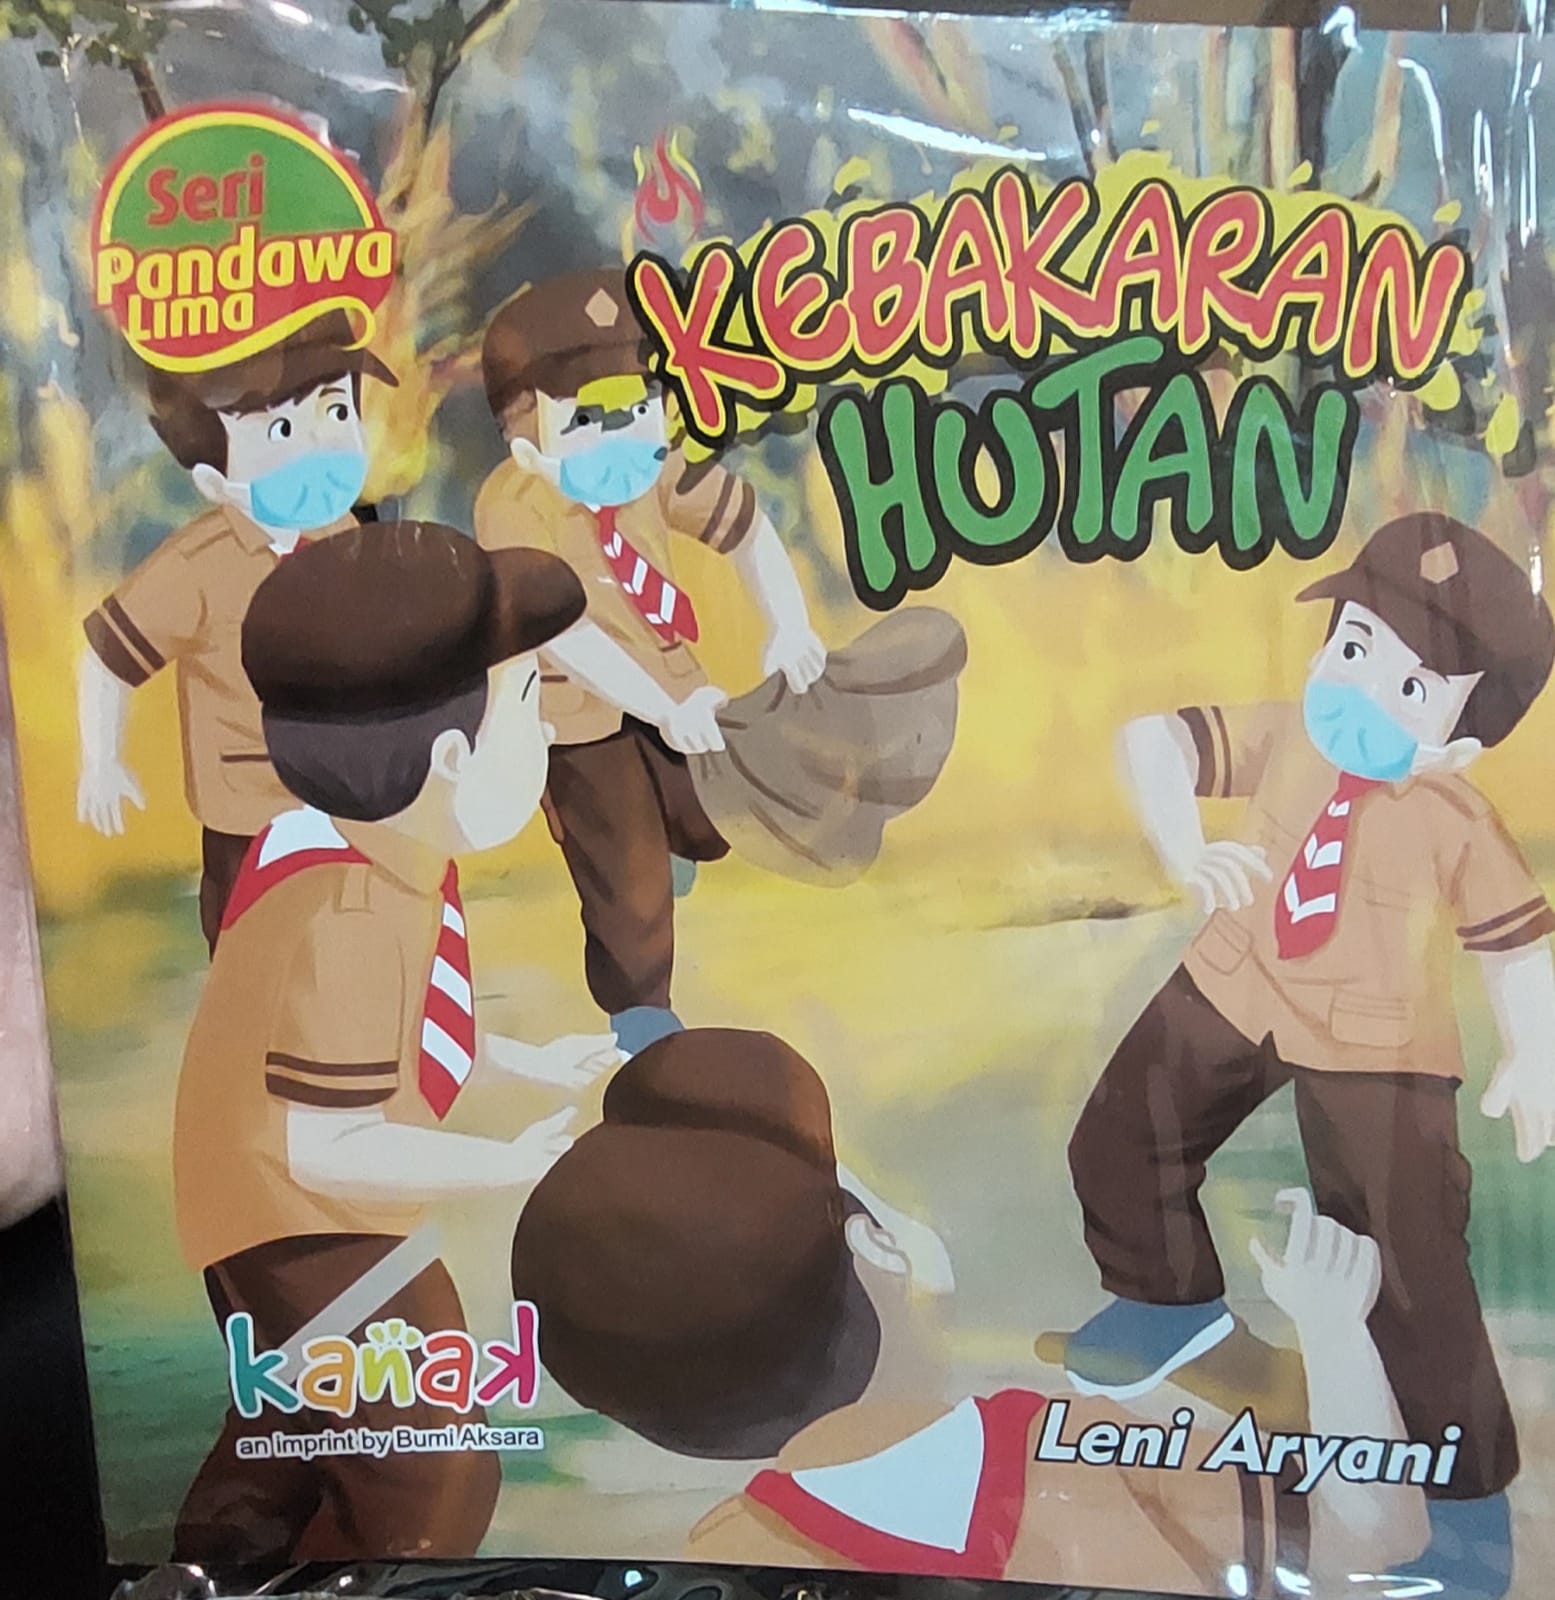 Seri
Pandawa
Lima
KEBAKARAN
HUTAN
kanak
an imprint by Bumi Aksara
Leni Aryani